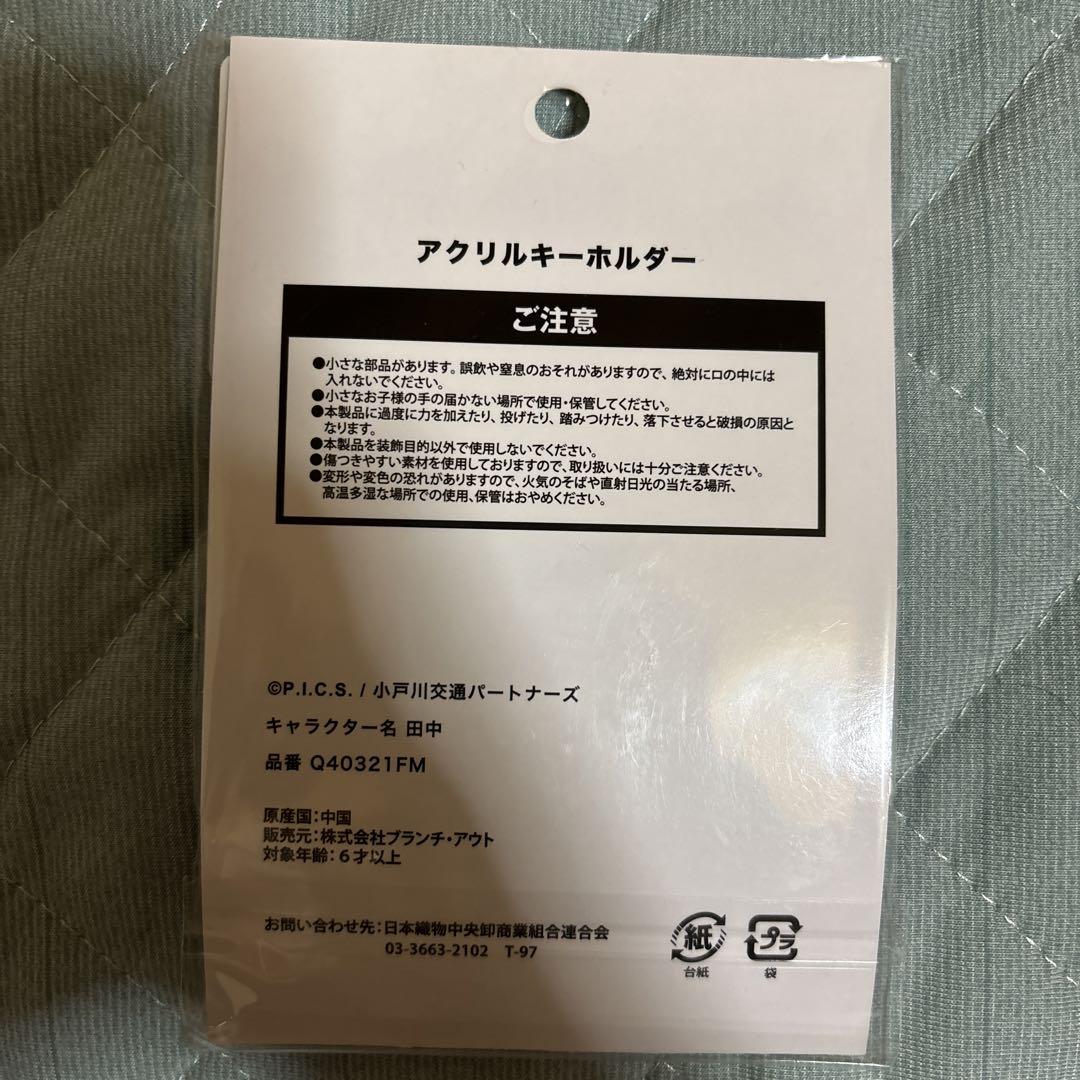 アクリルキーホルダー
ご注意
●小さな部品があります。誤飲や窒息のおそれがありますので、絶対に口の中には
入れないでください。
●小さなお子様の手の届かない場所で使用・保管してください。
●本製品に過度に力を加えたり、投げたり、踏みつけたり、落下させると破損の原因と
なります。
●本製品を装飾目的以外で使用しないでください。
●傷つきやすい素材を使用しておりますので、取り扱いには十分ご注意ください。
●変形や変色の恐れがありますので、火気のそばや直射日光の当たる場所、
高温多湿な場所での使用、保管はおやめください。
©P.I.C.S. / 小戸川交通パートナーズ
キャラクター名 田中
品番 Q40321FM
原産国：中国
販売元：株式会社ブランチ・アウト
対象年齢：6才以上
お問い合わせ先：日本織物中央卸商業組合連合会
03-3663-2102 T-97
紙
台紙
プラ
袋